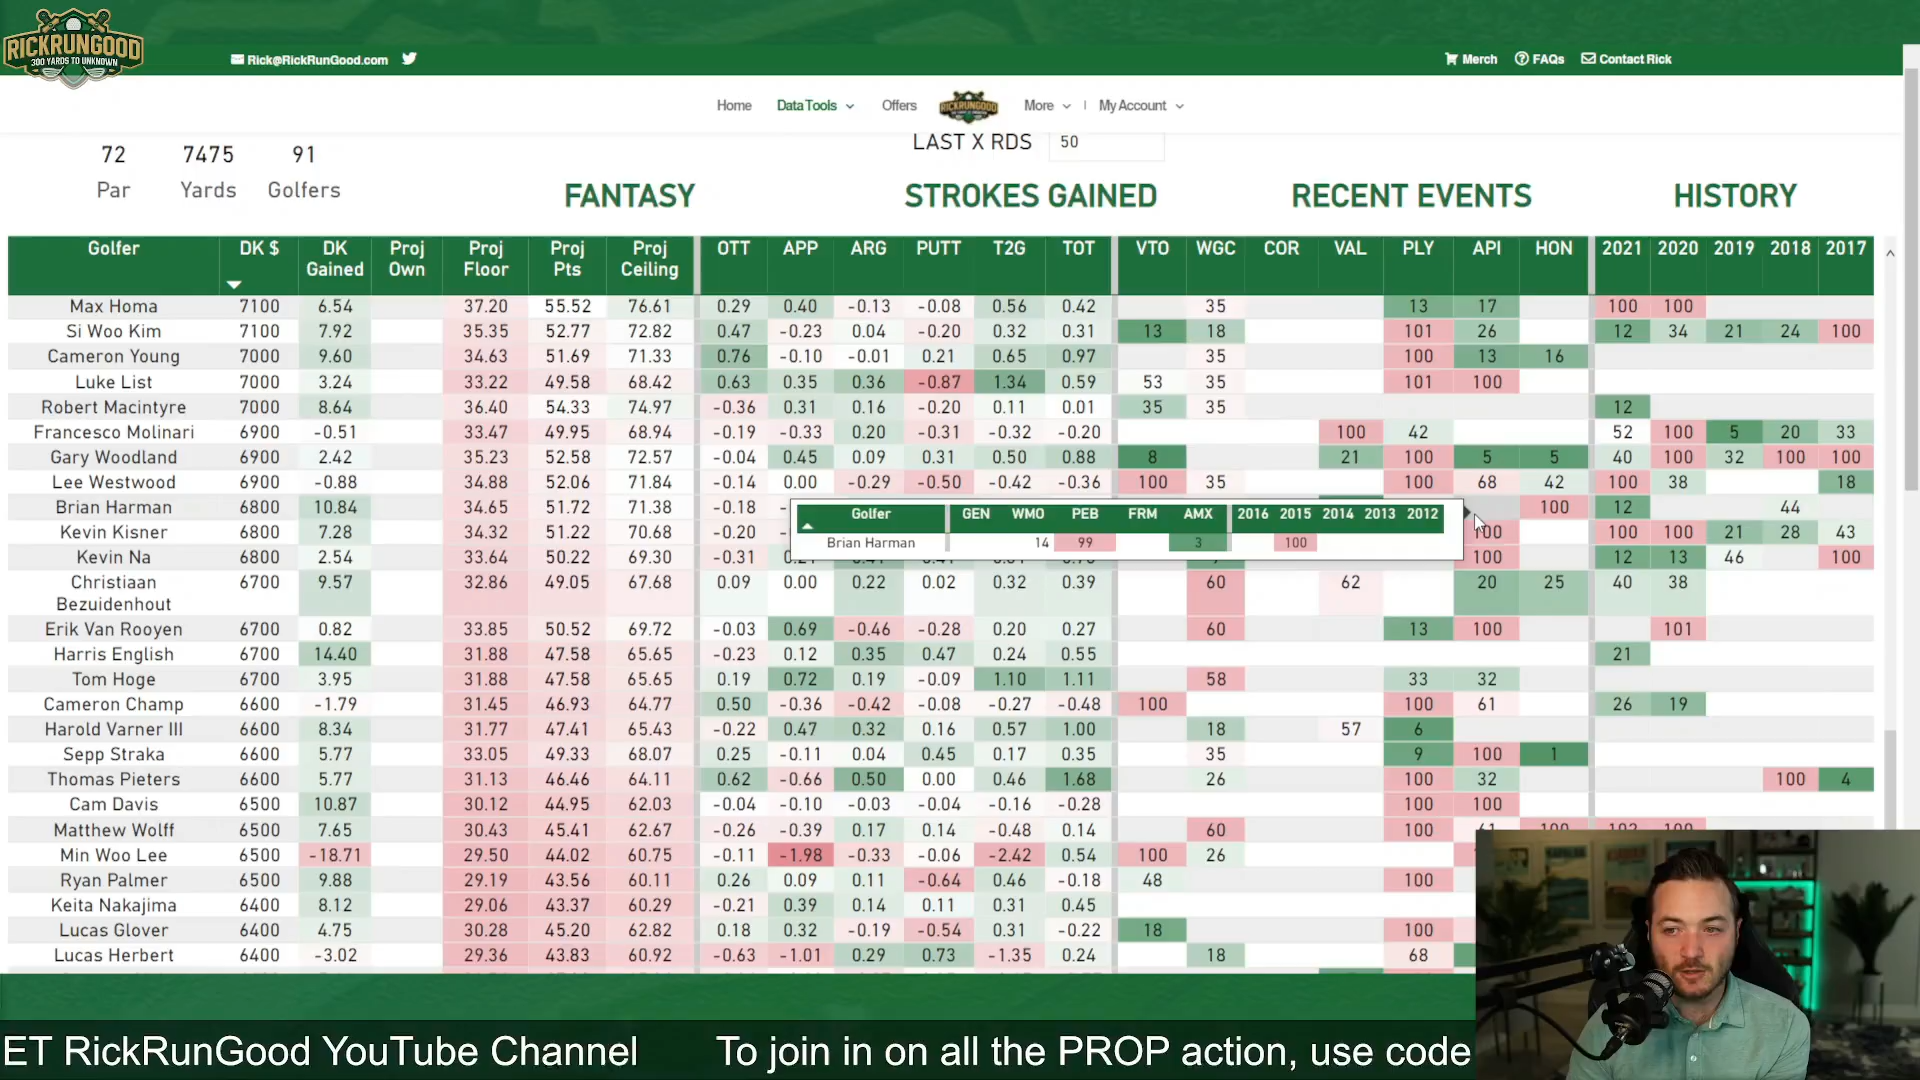 RICKRUNGOOD
300 YARDS TO UNKNOWN
Rick@RickRunGood.com
Merch FAQs Contact Rick
Home Data Tools Offers RICKRUNGOOD More My Account
LAST X RDS 50
72 7475 91
Par Yards Golfers
FANTASY STROKES GAINED RECENT EVENTS HISTORY
Golfer DK $ DK Gained Proj Own Proj Floor Proj Pts Proj Ceiling OTT APP ARG PUTT T2G TOT VTO WGC COR VAL PLY API HON 2021 2020 2019 2018 2017
Max Homa 7100 6.54 37.20 55.52 76.61 0.29 0.40 -0.13 -0.08 0.56 0.42 35 13 17 100 100
Si Woo Kim 7100 7.92 35.35 52.77 72.82 0.47 -0.23 0.04 -0.20 0.32 0.31 13 18 101 26 12 34 21 24 100
Cameron Young 7000 9.60 34.63 51.69 71.33 0.76 -0.10 -0.01 0.21 0.65 0.97 35 100 13 16
Luke List 7000 3.24 33.22 49.58 68.42 0.63 0.35 0.36 -0.87 1.34 0.59 53 35 101 100
Robert Macintyre 7000 8.64 36.40 54.33 74.97 -0.36 0.31 0.16 -0.20 0.11 0.01 35 35 12
Francesco Molinari 6900 -0.51 33.47 49.95 68.94 -0.19 -0.33 0.20 -0.31 -0.32 -0.20 100 42 52 100 5 20 33
Gary Woodland 6900 2.42 35.23 52.58 72.57 -0.04 0.45 0.09 0.31 0.50 0.88 8 21 100 5 5 40 100 32 100 100
Lee Westwood 6900 -0.88 34.88 52.06 71.84 -0.14 0.00 -0.29 -0.50 -0.42 -0.36 100 35 100 68 42 100 38 18
Brian Harman 6800 10.84 34.65 51.72 71.38 -0.18 100 12 44
Golfer GEN WMO PEB FRM AMX 2016 2015 2014 2013 2012
Brian Harman 14 99 3 100
Kevin Kisner 6800 7.28 34.32 51.22 70.68 -0.20 100 100 100 21 28 43
Kevin Na 6800 2.54 33.64 50.22 69.30 -0.31 100 12 13 46 100
Christiaan Bezuidenhout 6700 9.57 32.86 49.05 67.68 0.09 0.00 0.22 0.02 0.32 0.39 60 62 20 25 40 38
Erik Van Rooyen 6700 0.82 33.85 50.52 69.72 -0.03 0.69 -0.46 -0.28 0.20 0.27 60 13 100 101
Harris English 6700 14.40 31.88 47.58 65.65 -0.23 0.12 0.35 0.47 0.24 0.55 21
Tom Hoge 6700 3.95 31.88 47.58 65.65 0.19 0.72 0.19 -0.09 1.10 1.11 58 33 32
Cameron Champ 6600 -1.79 31.45 46.93 64.77 0.50 -0.36 -0.42 -0.08 -0.27 -0.48 100 100 61 26 19
Harold Varner III 6600 8.34 31.77 47.41 65.43 -0.22 0.47 0.32 0.16 0.57 1.00 18 57 6
Sepp Straka 6600 5.77 33.05 49.33 68.07 0.25 -0.11 0.04 0.45 0.17 0.35 35 9 100 1
Thomas Pieters 6600 5.77 31.13 46.46 64.11 0.62 -0.66 0.50 0.00 0.46 1.68 26 100 32 100 4
Cam Davis 6500 10.87 30.12 44.95 62.03 -0.04 -0.10 -0.03 -0.04 -0.16 -0.28 100 100
Matthew Wolff 6500 7.65 30.43 45.41 62.67 -0.26 -0.39 0.17 0.14 -0.48 0.14 60 100
Min Woo Lee 6500 -18.71 29.50 44.02 60.75 -0.11 -1.98 -0.33 -0.06 -2.42 0.54 100 26
Ryan Palmer 6500 9.88 29.19 43.56 60.11 0.26 0.09 0.11 -0.64 0.46 -0.18 48 100
Keita Nakajima 6400 8.12 29.06 43.37 60.29 -0.21 0.39 0.14 0.11 0.31 0.45
Lucas Glover 6400 4.75 30.28 45.20 62.82 0.18 0.32 -0.19 -0.54 0.31 -0.22 18 100
Lucas Herbert 6400 -3.02 29.36 43.83 60.92 -0.63 -1.01 0.29 0.73 -1.35 0.24 18 68
ET RickRunGood YouTube Channel To join in on all the PROP action, use code